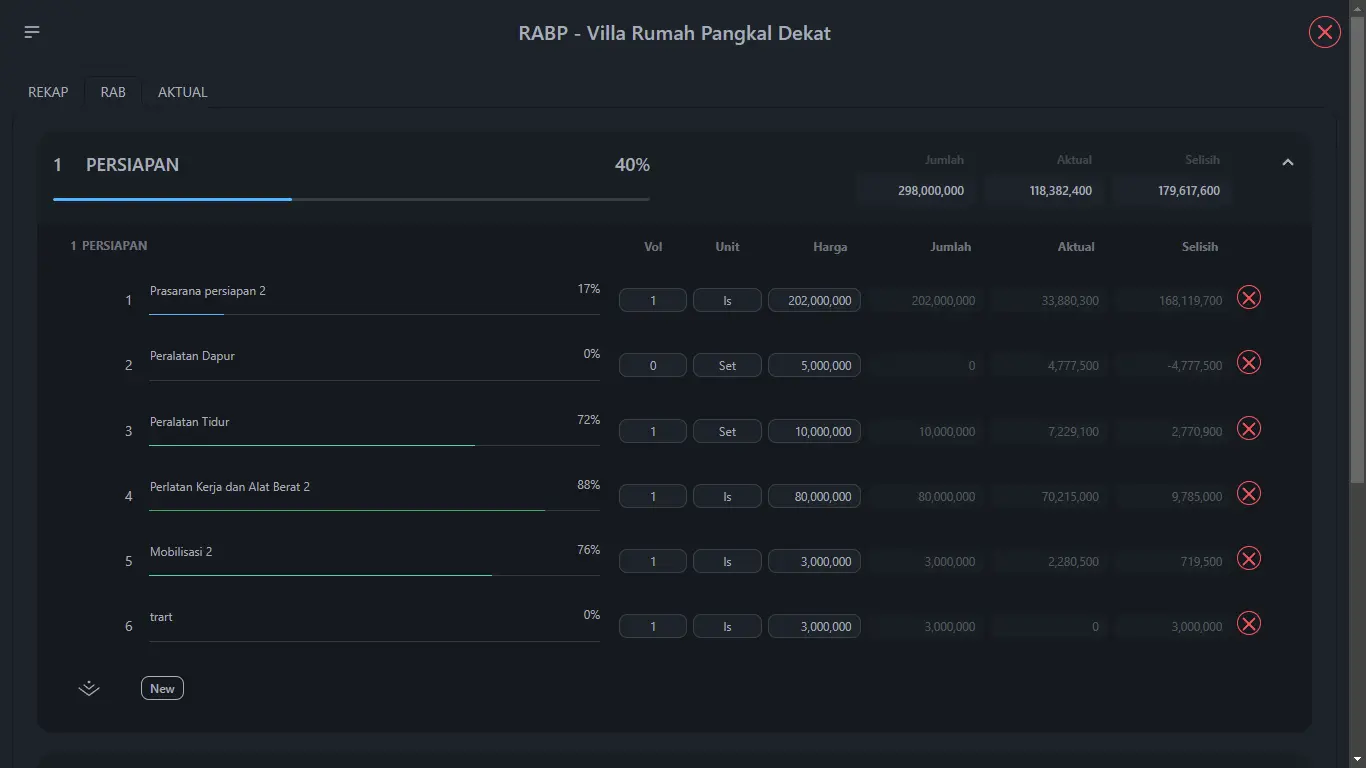 RABP - Villa Rumah Pangkal Dekat
REKAP RAB AKTUAL
1 PERSIAPAN 40% Jumlah Aktual Selisih
298,000,000 118,382,400 179,617,600
1 PERSIAPAN Vol Unit Harga Jumlah Aktual Selisih
1 Prasarana persiapan 2 17% 1 ls 202,000,000 202,000,000 33,880,300 168,119,700
2 Peralatan Dapur 0% 0 Set 5,000,000 0 4,777,500 -4,777,500
3 Peralatan Tidur 72% 1 Set 10,000,000 10,000,000 7,229,100 2,770,900
4 Perlatan Kerja dan Alat Berat 2 88% 1 ls 80,000,000 80,000,000 70,215,000 9,785,000
5 Mobilisasi 2 76% 1 ls 3,000,000 3,000,000 2,280,500 719,500
6 trart 0% 1 ls 3,000,000 3,000,000 0 3,000,000
New